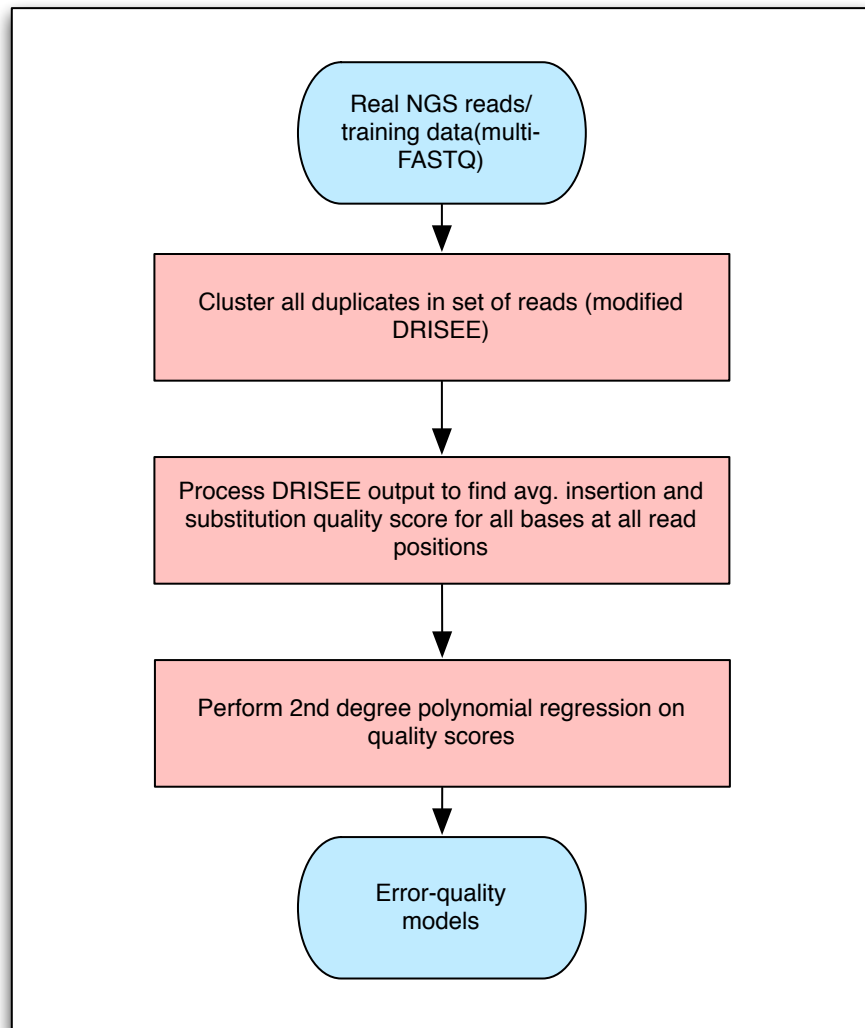 Real NGS reads/
training data(multi-
FASTQ)
Cluster all duplicates in set of reads (modified
DRISEE)
Process DRISEE output to find avg. insertion and
substitution quality score for all bases at all read
positions
Perform 2nd degree polynomial regression on
quality scores
Error-quality
models